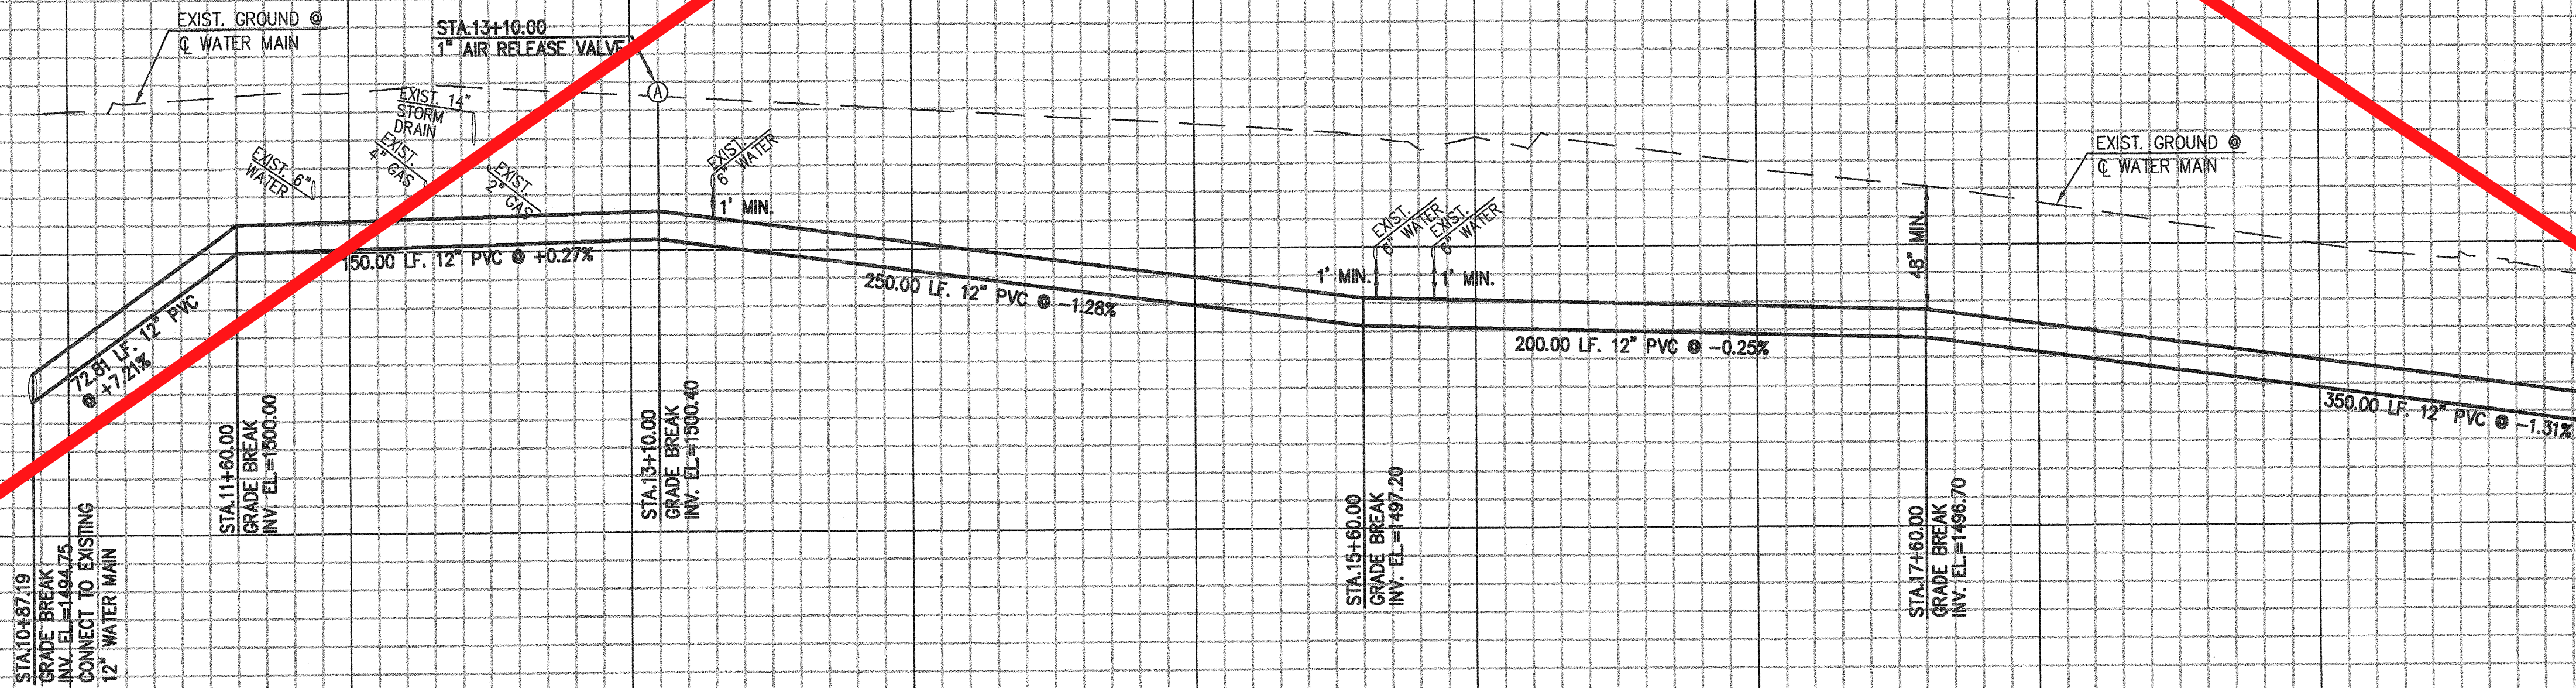 EXIST. GROUND @
℄ WATER MAIN
STA.13+10.00
1" AIR RELEASE VALVE
A
EXIST. 14"
STORM
DRAIN
EXIST. 6"
WATER
EXIST.
4" GAS
EXIST.
2" GAS
EXIST.
6" WATER
1' MIN.
EXIST.
6" WATER
EXIST.
6" WATER
1' MIN.
1' MIN.
48" MIN.
EXIST. GROUND @
℄ WATER MAIN
72.81 LF. 12" PVC
@ +7.21%
150.00 LF. 12" PVC @ +0.27%
250.00 LF. 12" PVC @ -1.28%
200.00 LF. 12" PVC @ -0.25%
350.00 LF. 12" PVC @ -1.31%
STA.10+87.19
GRADE BREAK
INV. EL.=1494.75
CONNECT TO EXISTING
12" WATER MAIN
STA.11+60.00
GRADE BREAK
INV. EL.=1500.00
STA.13+10.00
GRADE BREAK
INV. EL.=1500.40
STA.15+60.00
GRADE BREAK
INV. EL.=1497.20
STA.17+60.00
GRADE BREAK
INV. EL.=1496.70